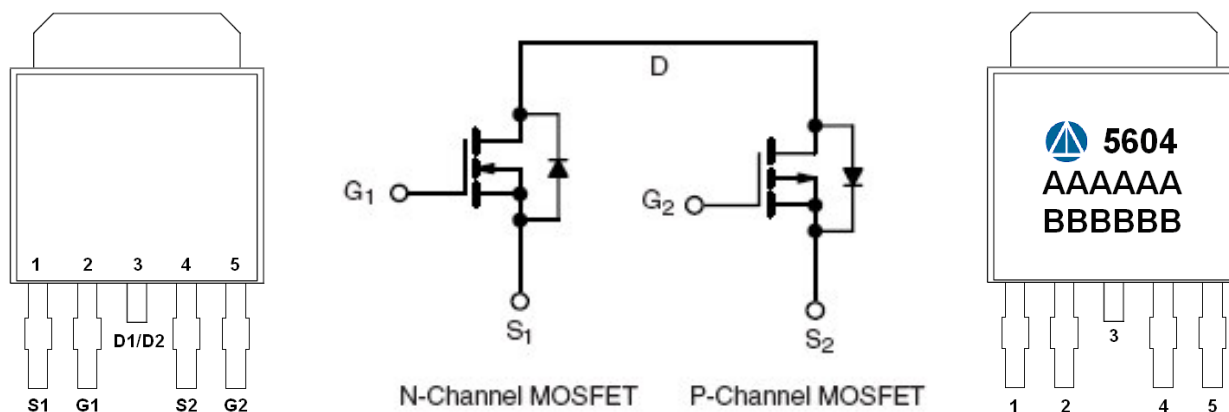 1 2 3 4 5
D1/D2
S1 G1 S2 G2
D
G1
S1
N-Channel MOSFET
G2
S2
P-Channel MOSFET
5604
AAAAAA
BBBBBB
3
1 2 4 5